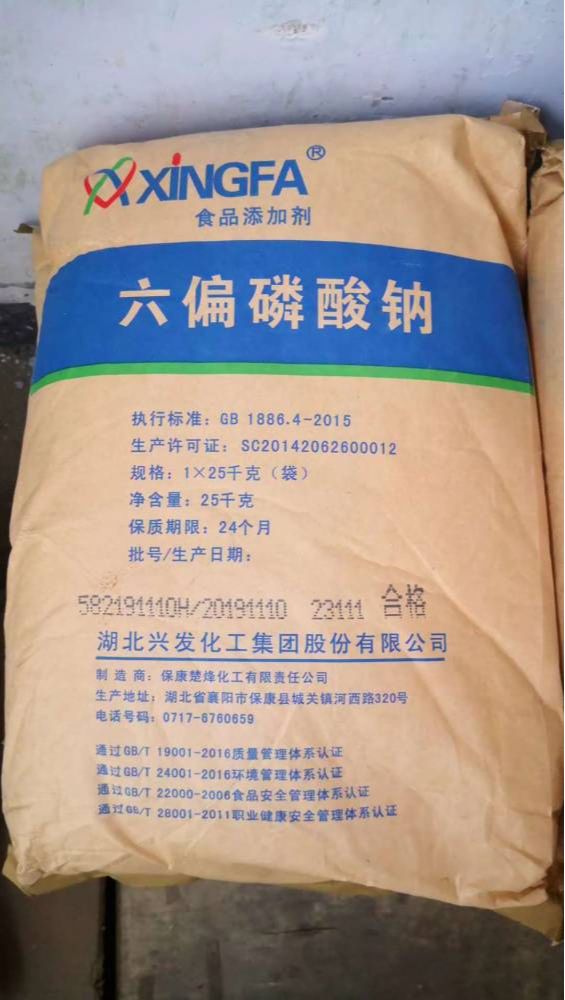 XINGFA®
食品添加剂
六偏磷酸钠
执行标准：GB 1886.4-2015
生产许可证：SC20142062600012
规格：1×25千克（袋）
净含量：25千克
保质期限：24个月
批号/生产日期：
582191110H/20191110 23111 合格
湖北兴发化工集团股份有限公司
制 造 商：保康楚烽化工有限责任公司
生产地址：湖北省襄阳市保康县城关镇河西路320号
电话号码：0717-6760659
通过GB/T 19001-2016质量管理体系认证
通过GB/T 24001-2016环境管理体系认证
通过GB/T 22000-2006食品安全管理体系认证
通过GB/T 28001-2011职业健康安全管理体系认证